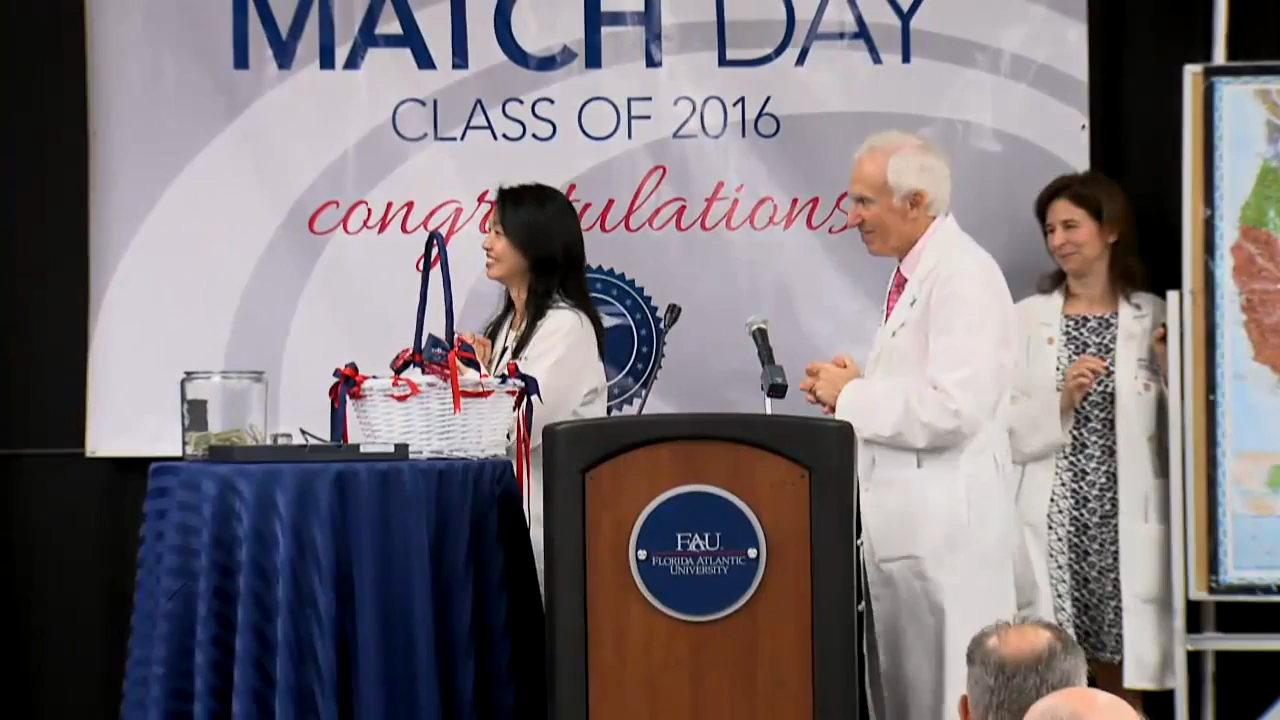 MATCH DAY
CLASS OF 2016
congratulations
FAU
FLORIDA ATLANTIC
UNIVERSITY